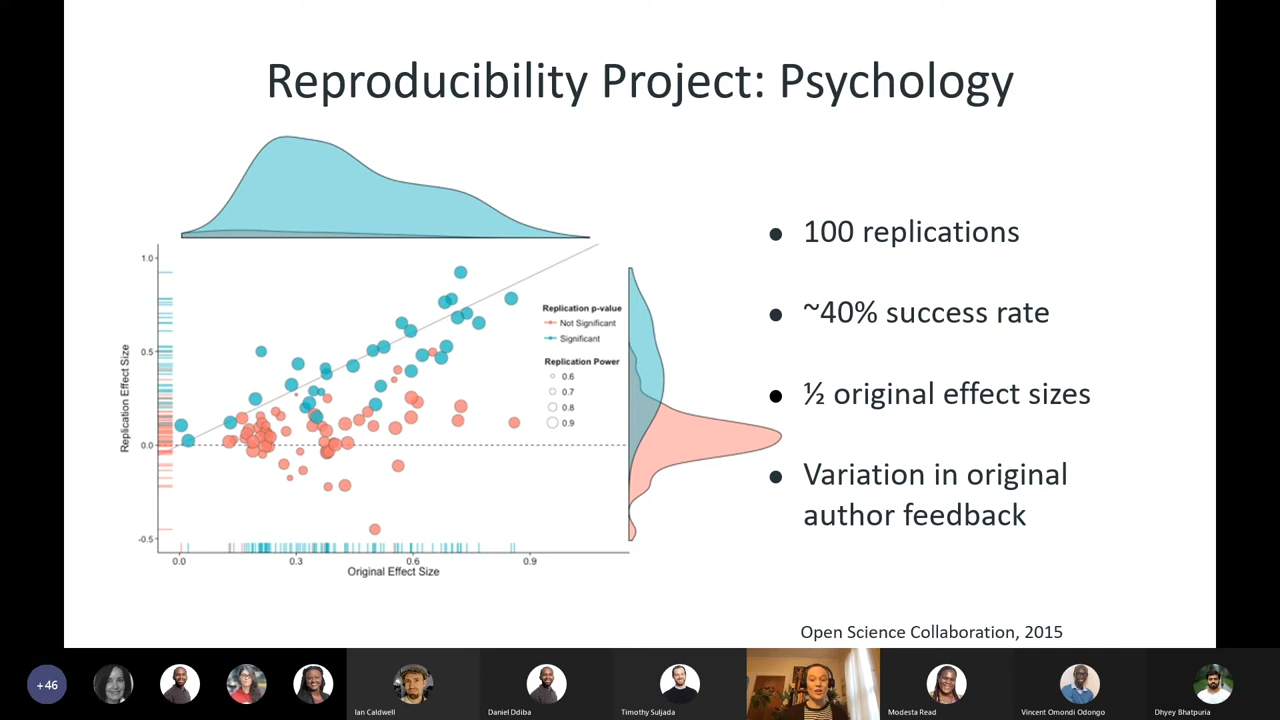 Reproducibility Project: Psychology
1.0
0.5
0.0
-0.5
Replication Effect Size
0.0
0.3
0.6
0.9
Original Effect Size
Replication p-value
Not Significant
Significant
Replication Power
0.6
0.7
0.8
0.9
● 100 replications
● ~40% success rate
● ½ original effect sizes
● Variation in original
author feedback
Open Science Collaboration, 2015
+46
Ian Caldwell
Daniel Ddiba
Timothy Suljada
Modesta Read
Vincent Omondi Odongo
Dhyey Bhatpuria